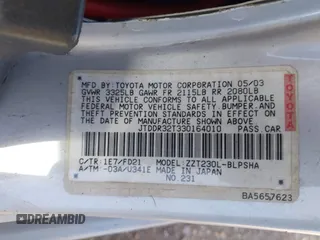 MFD. BY TOYOTA MOTOR CORPORATION 05/03
GVWR 3325LB GAWR FR 2115LB RR 2080LB
THIS VEHICLE CONFORMS TO ALL APPLICABLE
FEDERAL MOTOR VEHICLE SAFETY, BUMPER, AND
THEFT PREVENTION STANDARDS IN EFFECT ON
THE DATE OF MANUFACTURE SHOWN ABOVE.
JTDDR32T330164010 PASS. CAR
C/TR: 1E7/FD21 MODEL: ZZT230L-BLPSHA
A/TM: -03A/U341E MADE IN JAPAN
NO.231
TOYOTA
TOYOTA
BA5657623